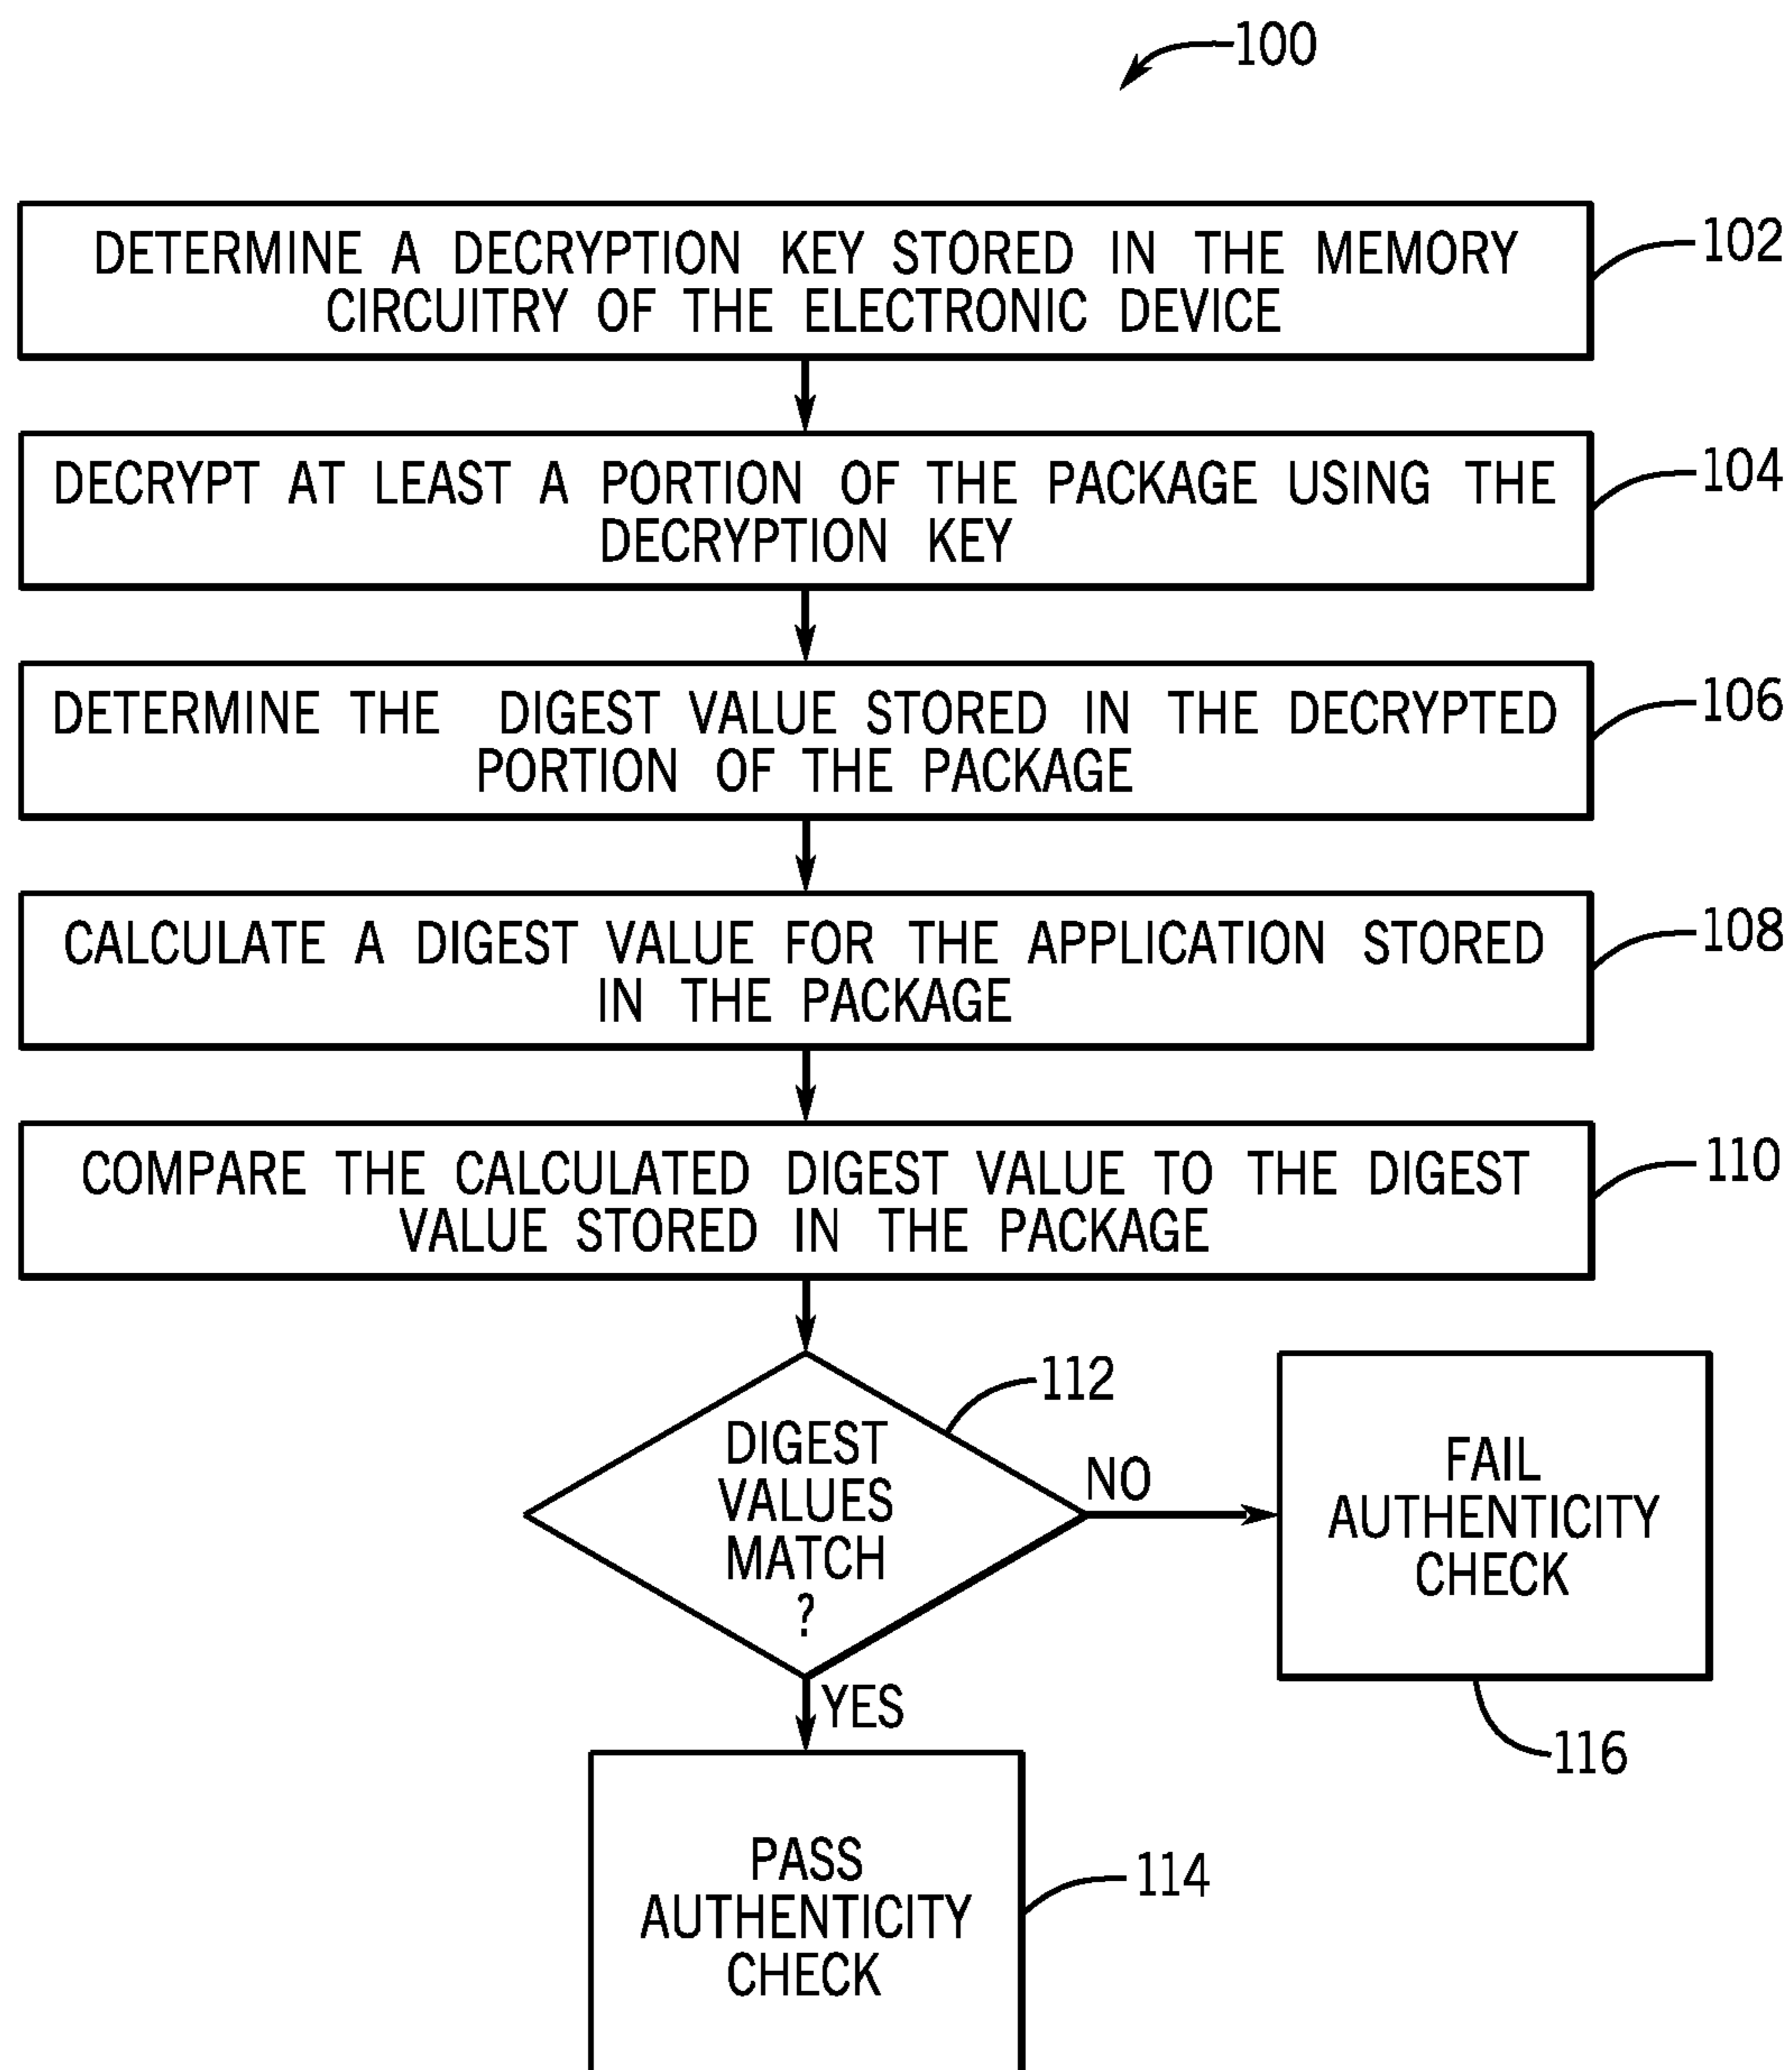 100
DETERMINE A DECRYPTION KEY STORED IN THE MEMORY
CIRCUITRY OF THE ELECTRONIC DEVICE
102
DECRYPT AT LEAST A PORTION OF THE PACKAGE USING THE
DECRYPTION KEY
104
DETERMINE THE DIGEST VALUE STORED IN THE DECRYPTED
PORTION OF THE PACKAGE
106
CALCULATE A DIGEST VALUE FOR THE APPLICATION STORED
IN THE PACKAGE
108
COMPARE THE CALCULATED DIGEST VALUE TO THE DIGEST
VALUE STORED IN THE PACKAGE
110
DIGEST
VALUES
MATCH
?
112
NO
FAIL
AUTHENTICITY
CHECK
116
YES
PASS
AUTHENTICITY
CHECK
114